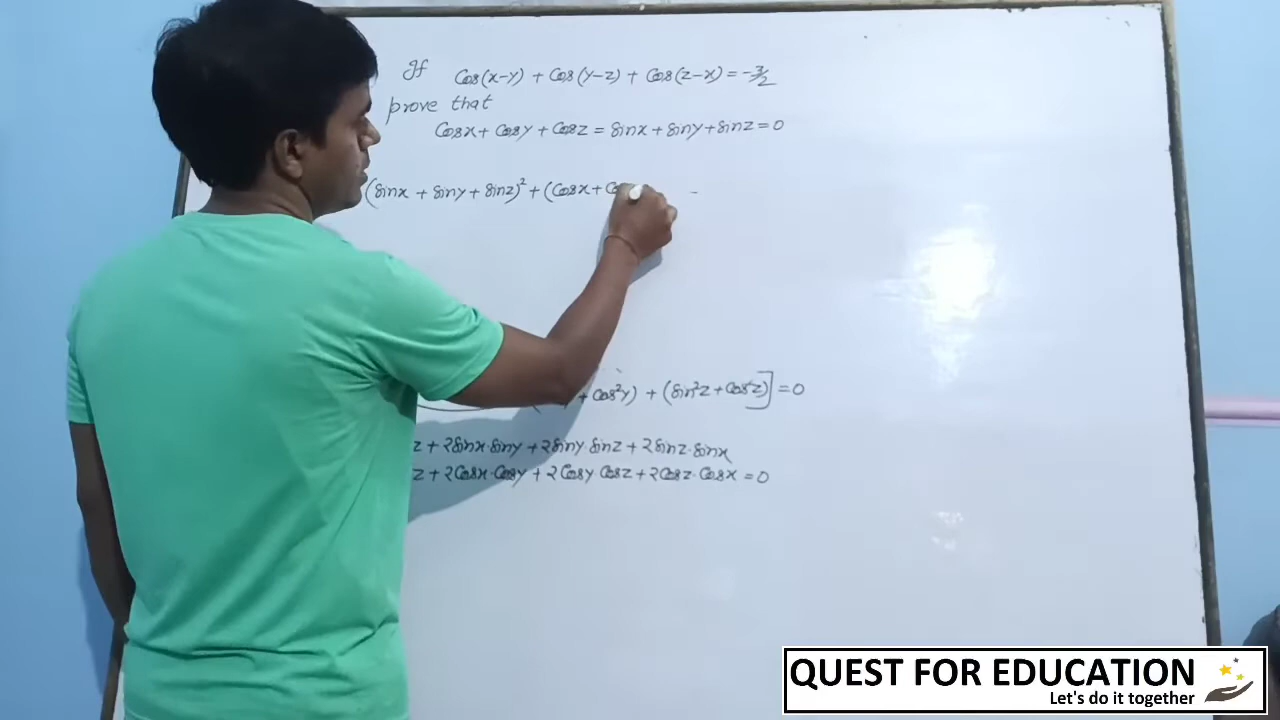 If Cos(x-y) + Cos(y-z) + Cos(z-x) = -3/2
prove that
Cosx + Cosy + Cosz = Sinx + Siny + Sinz = 0
(Sinx + Siny + Sinz)² + (Cosx +
+ Cos²y) + (Sin²z + Cos²z)] = 0
z + 2Sinx·Siny + 2Siny·Sinz + 2Sinz·Sinx
z + 2Cosx·Cosy + 2Cosy·Cosz + 2Cosz·Cosx = 0
QUEST FOR EDUCATION
Let's do it together